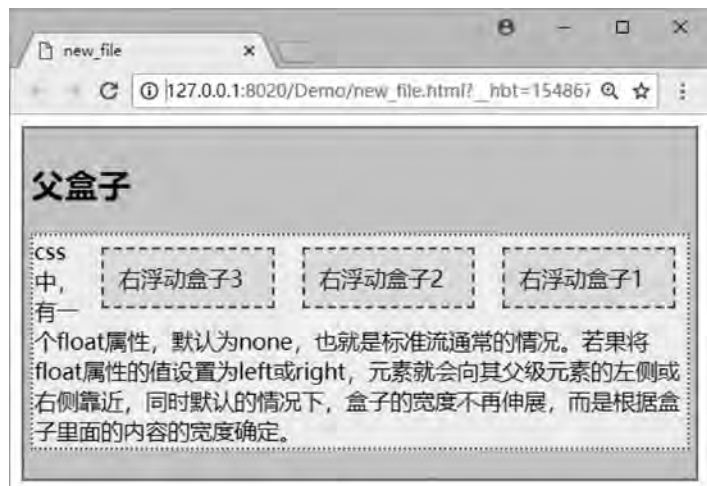 new_file
127.0.0.1:8020/Demo/new_file.html?__hbt=154867
父盒子
css
中，
有一
右浮动盒子3
右浮动盒子2
右浮动盒子1
个float属性，默认为none，也就是标准流通常的情况。若果将
float属性的值设置为left或right，元素就会向其父级元素的左侧或
右侧靠近，同时默认的情况下，盒子的宽度不再伸展，而是根据盒
子里面的内容的宽度确定。